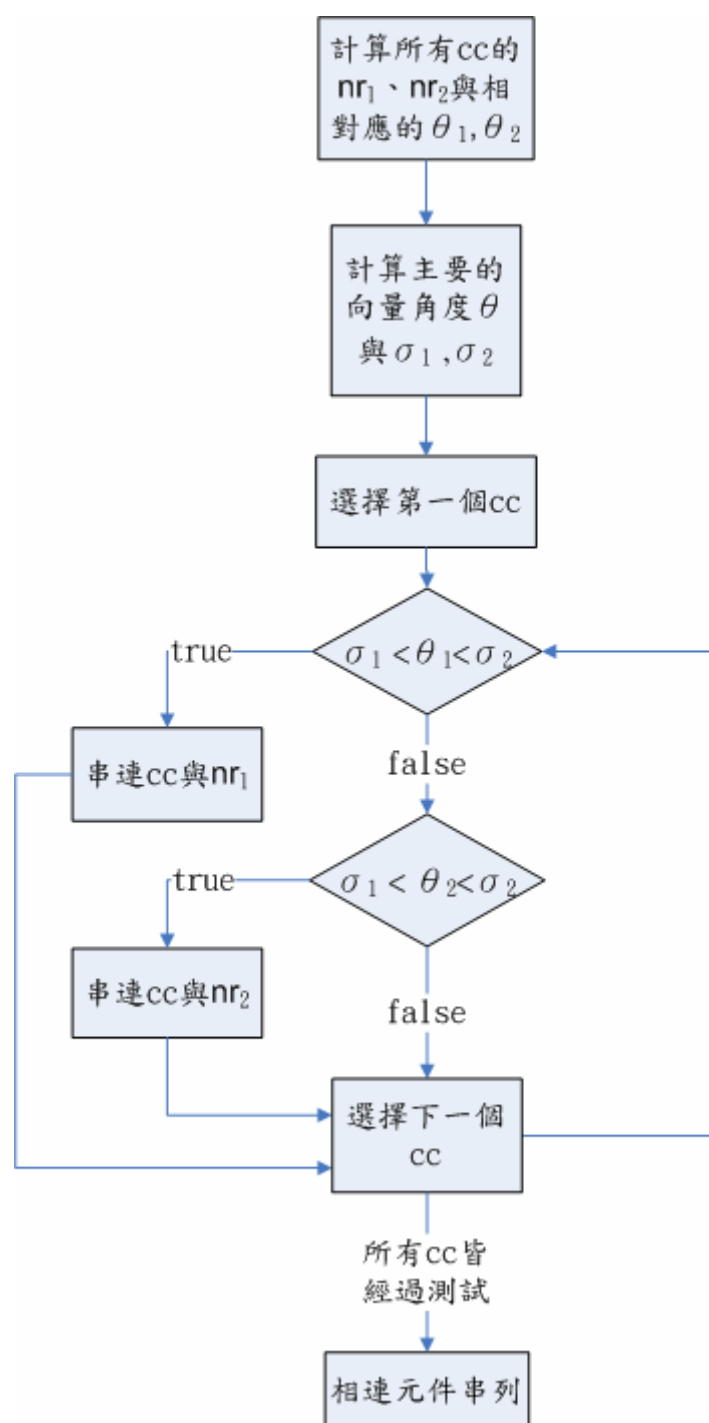 計算所有cc的
nr₁、nr₂與相
對應的θ₁,θ₂
計算主要的
向量角度θ
與σ₁,σ₂
選擇第一個cc
σ₁<θ₁<σ₂
true
串連cc與nr₁
false
σ₁<θ₂<σ₂
true
串連cc與nr₂
false
選擇下一個
cc
所有cc皆
經過測試
相連元件串列